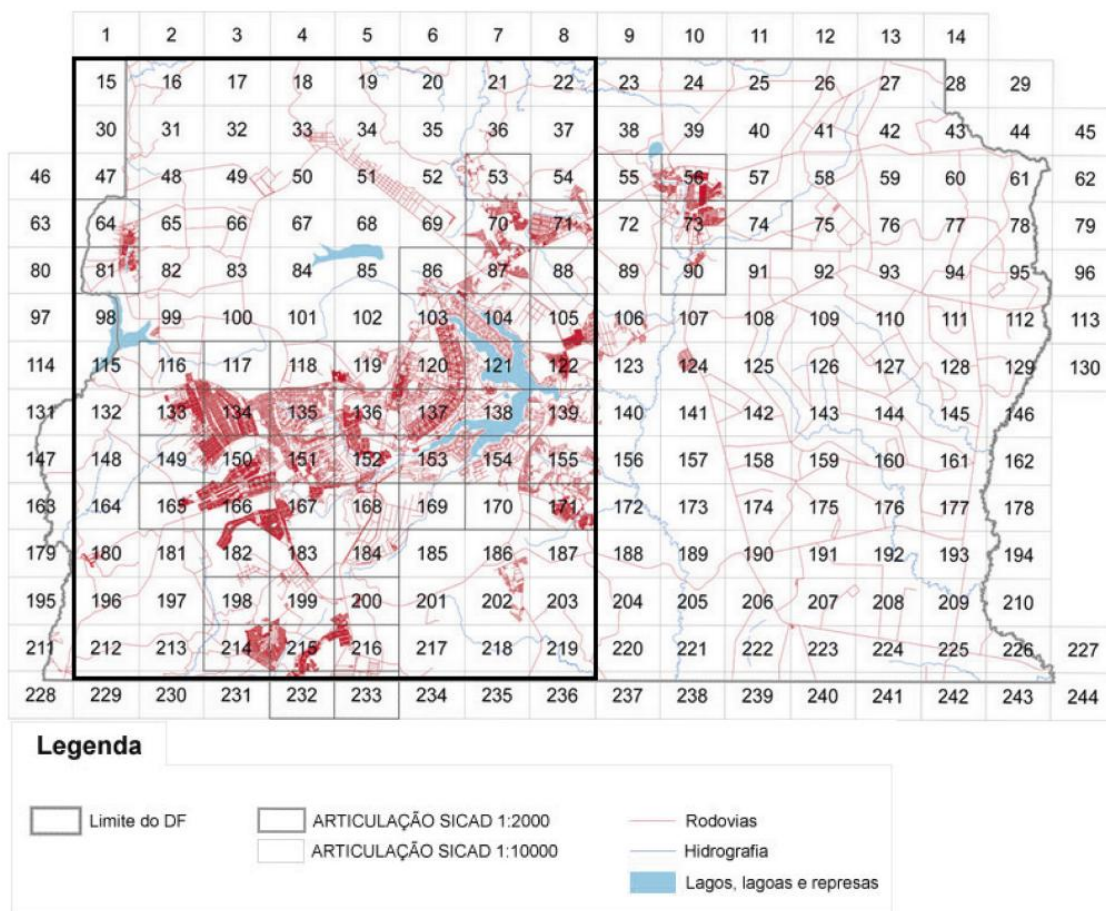 1 2 3 4 5 6 7 8 9 10 11 12 13 14
15 16 17 18 19 20 21 22 23 24 25 26 27 28 29
30 31 32 33 34 35 36 37 38 39 40 41 42 43 44 45
46 47 48 49 50 51 52 53 54 55 56 57 58 59 60 61 62
63 64 65 66 67 68 69 70 71 72 73 74 75 76 77 78 79
80 81 82 83 84 85 86 87 88 89 90 91 92 93 94 95 96
97 98 99 100 101 102 103 104 105 106 107 108 109 110 111 112 113
114 115 116 117 118 119 120 121 122 123 124 125 126 127 128 129 130
131 132 133 134 135 136 137 138 139 140 141 142 143 144 145 146
147 148 149 150 151 152 153 154 155 156 157 158 159 160 161 162
163 164 165 166 167 168 169 170 171 172 173 174 175 176 177 178
179 180 181 182 183 184 185 186 187 188 189 190 191 192 193 194
195 196 197 198 199 200 201 202 203 204 205 206 207 208 209 210
211 212 213 214 215 216 217 218 219 220 221 222 223 224 225 226 227
228 229 230 231 232 233 234 235 236 237 238 239 240 241 242 243 244
Legenda
Limite do DF
ARTICULAÇÃO SICAD 1:2000
ARTICULAÇÃO SICAD 1:10000
Rodovias
Hidrografia
Lagos, lagoas e represas